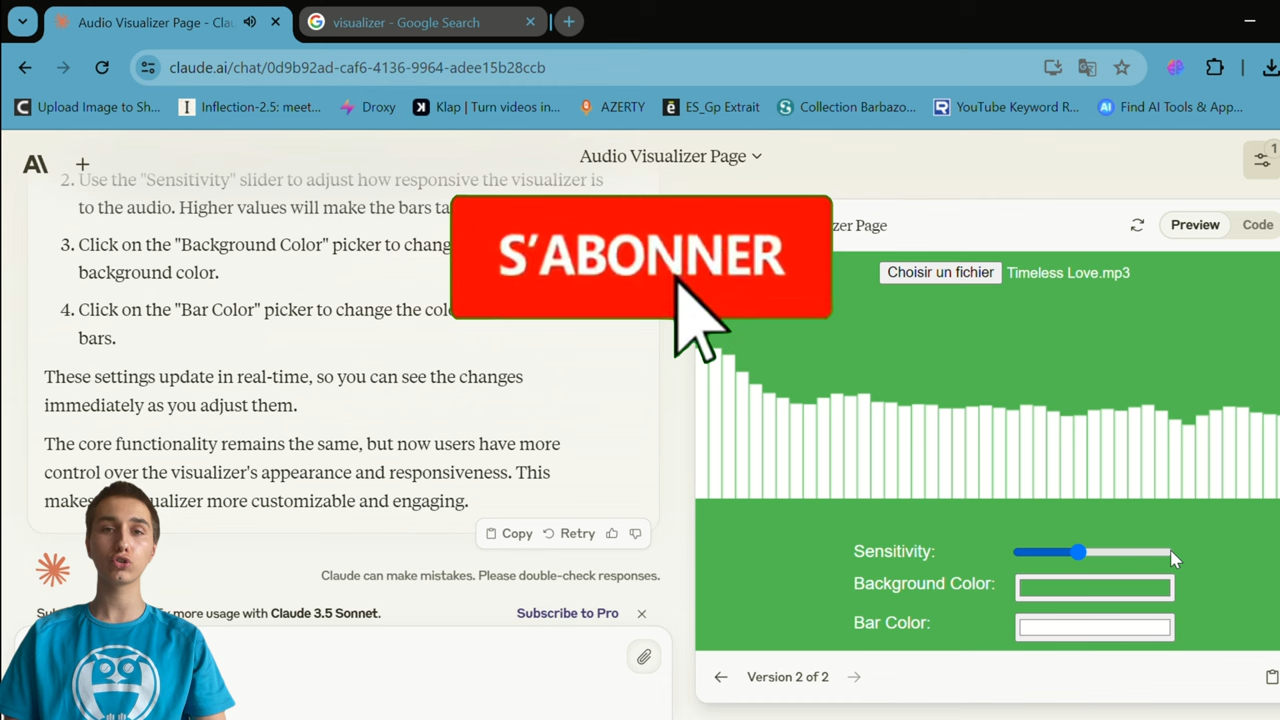 Audio Visualizer Page - Cla
visualizer - Google Search
claude.ai/chat/0d9b92ad-caf6-4136-9964-adee15b28ccb
Upload Image to Sh... Inflection-2.5: meet... Droxy Klap | Turn videos in... AZERTY ES_Gp Extrait Collection Barbazo... YouTube Keyword R... Find AI Tools & App...
Audio Visualizer Page
1
2. Use the "Sensitivity" slider to adjust how responsive the visualizer is
to the audio. Higher values will make the bars
3. Click on the "Background Color" picker to
background color.
4. Click on the "Bar Color" picker to change the
bars.
These settings update in real-time, so you can see the changes
immediately as you adjust them.
The core functionality remains the same, but now users have more
control over the visualizer's appearance and responsiveness. This
more customizable and engaging.
Copy Retry
Claude can make mistakes. Please double-check responses.
more usage with Claude 3.5 Sonnet. Subscribe to Pro
S'ABONNER
Page
Preview Code
Choisir un fichier Timeless Love.mp3
Sensitivity:
Background Color:
Bar Color:
Version 2 of 2